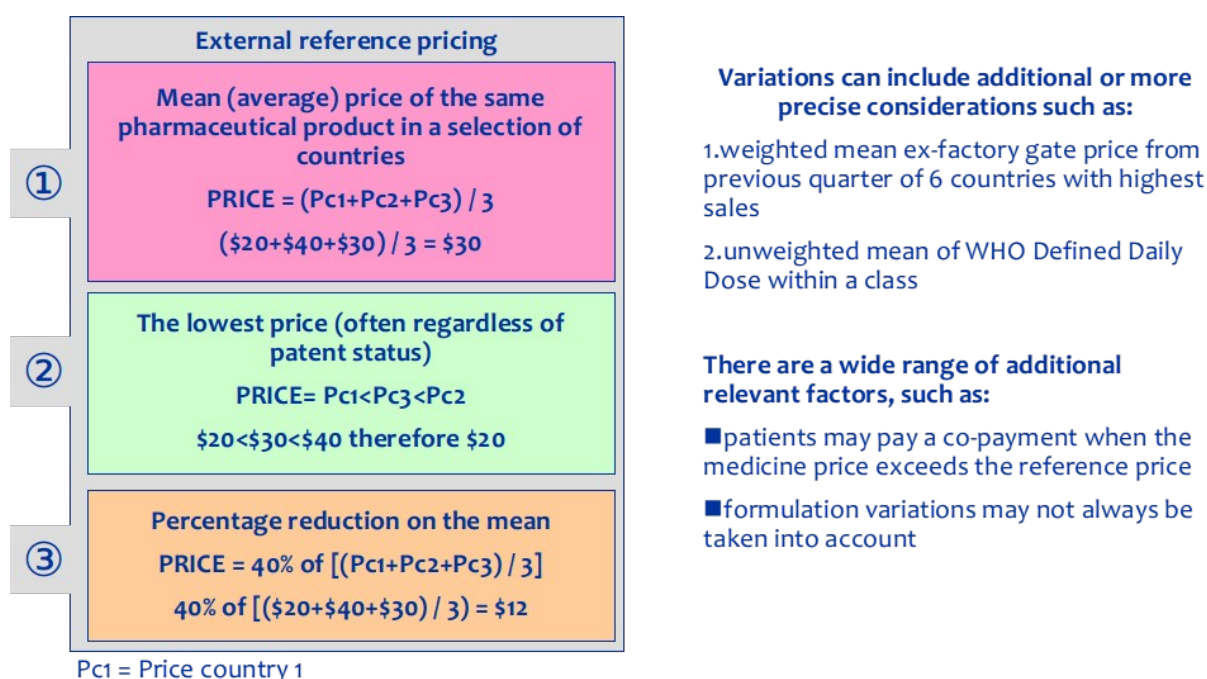 External reference pricing
①
Mean (average) price of the same
pharmaceutical product in a selection of
countries
PRICE = (Pc1+Pc2+Pc3) / 3
($20+$40+$30) / 3 = $30
②
The lowest price (often regardless of
patent status)
PRICE= Pc1<Pc3<Pc2
$20<$30<$40 therefore $20
③
Percentage reduction on the mean
PRICE = 40% of [(Pc1+Pc2+Pc3) / 3]
40% of [($20+$40+$30) / 3) = $12
Pc1 = Price country 1
Variations can include additional or more
precise considerations such as:
1.weighted mean ex-factory gate price from
previous quarter of 6 countries with highest
sales
2.unweighted mean of WHO Defined Daily
Dose within a class
There are a wide range of additional
relevant factors, such as:
■patients may pay a co-payment when the
medicine price exceeds the reference price
■formulation variations may not always be
taken into account